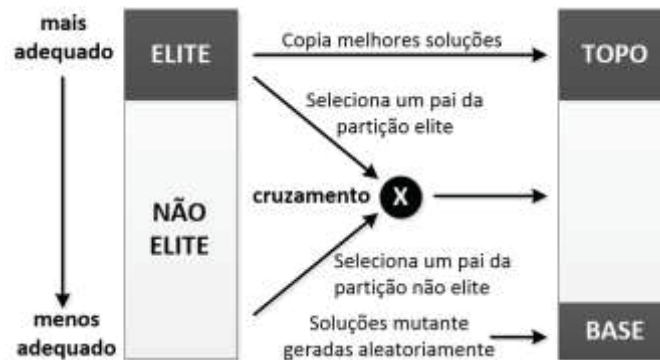 mais
adequado
ELITE
Copia melhores soluções
TOPO
Seleciona um pai da
partição elite
cruzamento
X
NÃO
ELITE
Seleciona um pai da
partição não elite
menos
adequado
Soluções mutante
geradas aleatoriamente
BASE